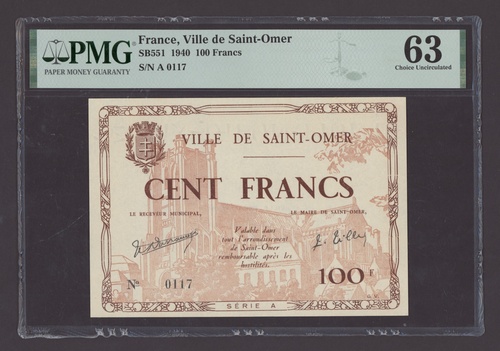 PMG
PAPER MONEY GUARANTY
France, Ville de Saint-Omer
SB551 1940 100 Francs
S/N A 0117
63
Choice Uncirculated
VILLE DE SAINT-OMER
CENT FRANCS
LE RECEVEUR MUNICIPAL,
LE MAIRE DE SAINT-OMER,
Valable dans
tout l'arrondissement
de Saint-Omer
remboursable après les
hostilités.
No 0117
100 F
SÉRIE A